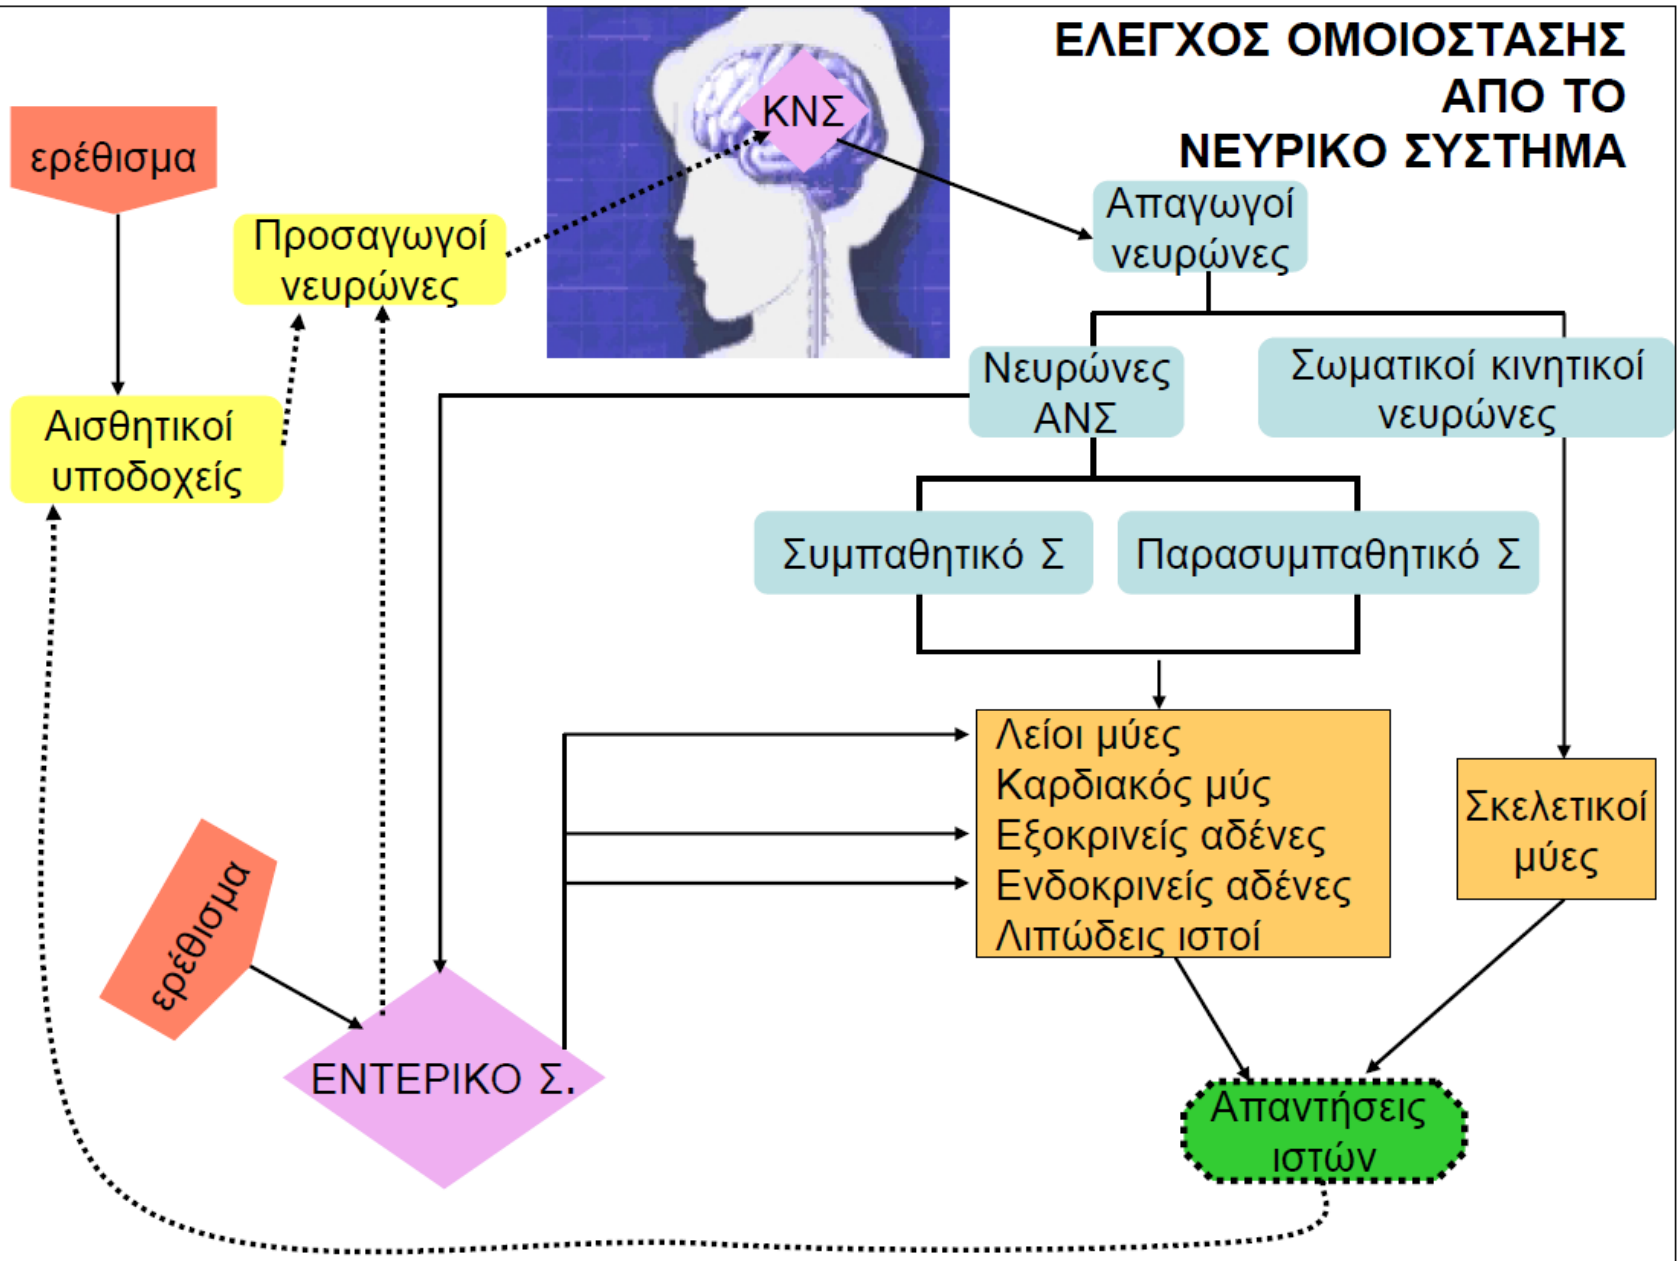 ΕΛΕΓΧΟΣ ΟΜΟΙΟΣΤΑΣΗΣ
ΑΠΟ ΤΟ
ΝΕΥΡΙΚΟ ΣΥΣΤΗΜΑ
ερέθισμα
Προσαγωγοί
νευρώνες
ΚΝΣ
Απαγωγοί
νευρώνες
Αισθητικοί
υποδοχείς
Νευρώνες
ΑΝΣ
Σωματικοί κινητικοί
νευρώνες
Συμπαθητικό Σ
Παρασυμπαθητικό Σ
Λείοι μύες
Καρδιακός μύς
Εξοκρινείς αδένες
Ενδοκρινείς αδένες
Λιπώδεις ιστοί
Σκελετικοί
μύες
ερέθισμα
ΕΝΤΕΡΙΚΟ Σ.
Απαντήσεις
ιστών